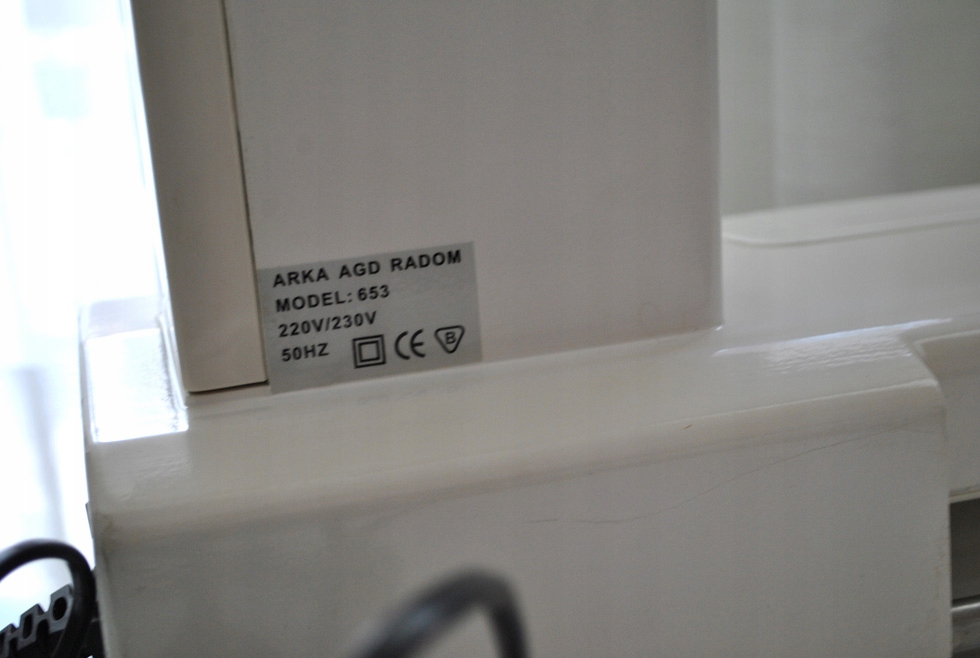 ARKA AGD RADOM
MODEL: 653
220V/230V
50HZ CE B